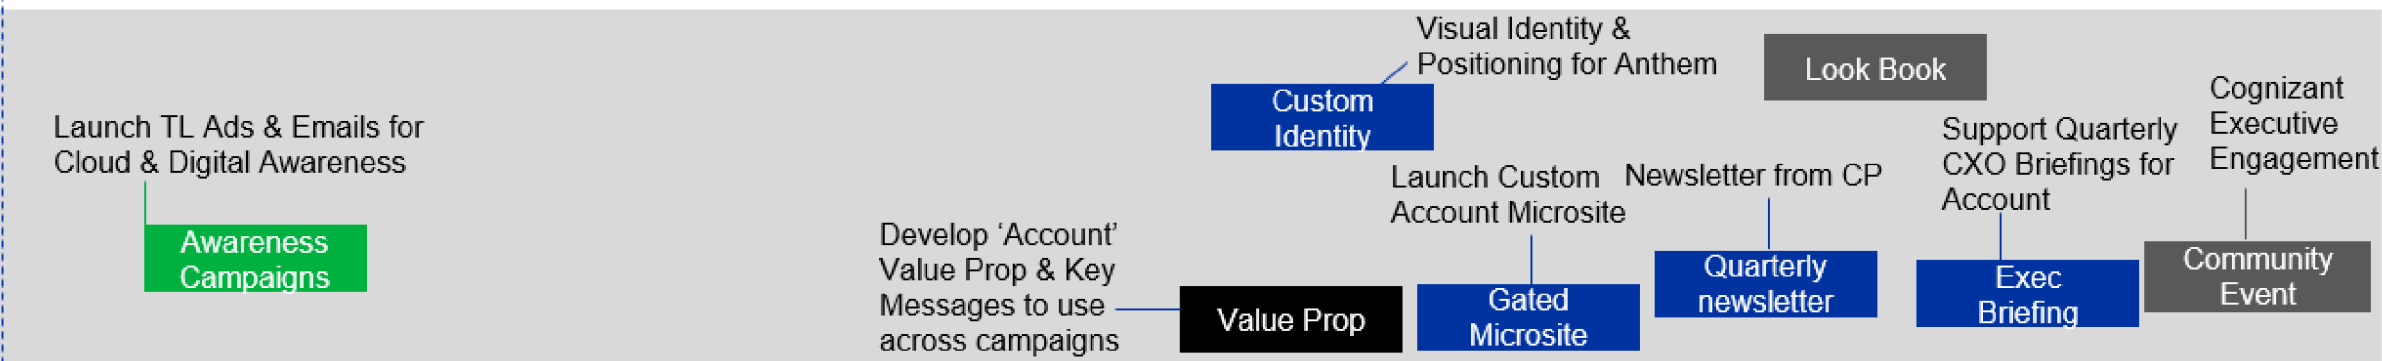 Launch TL Ads & Emails for
Cloud & Digital Awareness
Awareness
Campaigns
Develop ‘Account’
Value Prop & Key
Messages to use
across campaigns
Value Prop
Visual Identity &
Positioning for Anthem
Custom
Identity
Launch Custom
Account Microsite
Gated
Microsite
Newsletter from CP
Quarterly
newsletter
Look Book
Support Quarterly
CXO Briefings for
Account
Exec
Briefing
Cognizant
Executive
Engagement
Community
Event